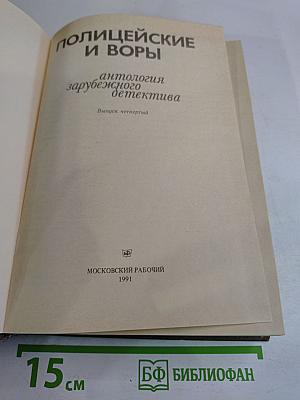 ПОЛИЦЕЙСКИЕ
И ВОРЫ
антология
зарубежного
детектива
Выпуск четвертый
МОСКОВСКИЙ РАБОЧИЙ
1991
15 см
БФ БИБЛИОФАН